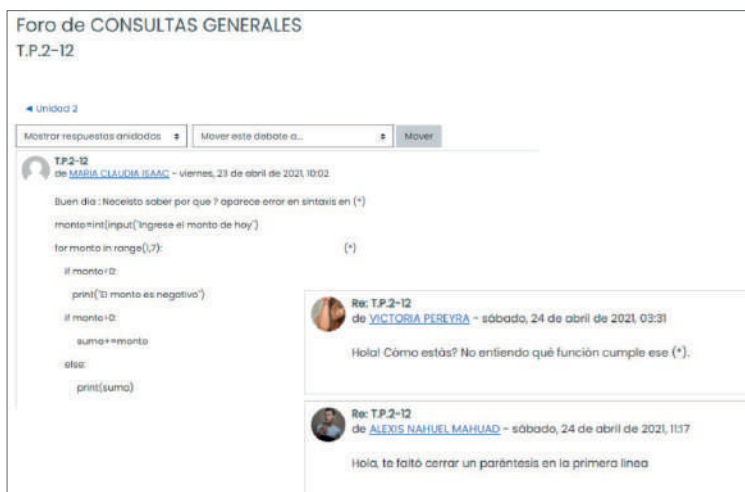 Foro de CONSULTAS GENERALES
T.P.2-12
◄ Unidad 2
Mostrar respuestas anidadas
Mover este debate a...
Mover
T.P.2-12
de MARIA CLAUDIA ISAAC - viernes, 23 de abril de 2021, 10:02
Buen día : Necesito saber por que ? aparece error en sintaxis en (*)
monto=int(input("Ingrese el monto de hoy")
for monto in range(1,7): (*)
if monto<0:
print("El monto es negativo")
if monto>0:
suma+=monto
else:
print(suma)
Re: T.P.2-12
de VICTORIA PEREYRA - sábado, 24 de abril de 2021, 03:31
Hola! Cómo estás? No entiendo qué función cumple ese (*).
Re: T.P.2-12
de ALEXIS NAHUEL MAHUAD - sábado, 24 de abril de 2021, 11:17
Hola, te faltó cerrar un paréntesis en la primera linea